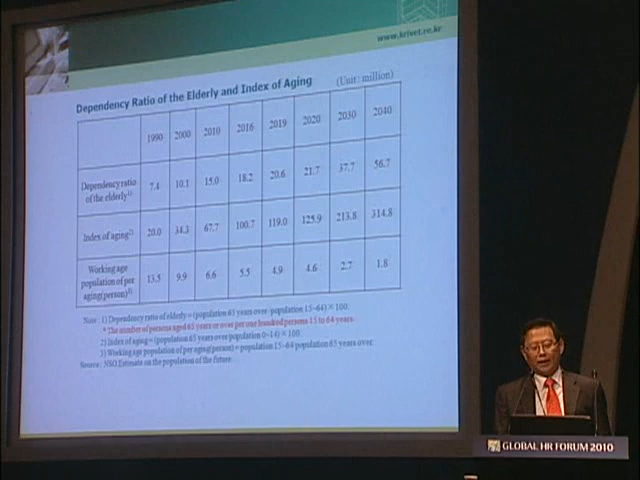 www.krivet.re.kr
Dependency Ratio of the Elderly and Index of Aging (Unit : million)
1990 2000 2010 2016 2019 2020 2030 2040
Dependency ratio of the elderly1) 7.4 10.1 15.0 18.2 20.6 21.7 37.7 56.7
Index of aging2) 20.0 34.3 67.7 100.7 119.0 125.9 213.8 314.8
Working age population of per aging(person)3) 13.5 9.9 6.6 5.5 4.9 4.6 2.7 1.8
Note : 1) Dependency ratio of elderly = (population 65 years over /population 15~64) × 100.
* The number of persons aged 65 years or over per one hundred persons 15 to 64 years.
2) Index of aging= (population 65 years over/population 0~14) × 100.
3) Working age population of per aging(person) = population 15~64/population 65 years over.
Source : NSO.Estimate on the population of the future.
GLOBAL HR FORUM 2010